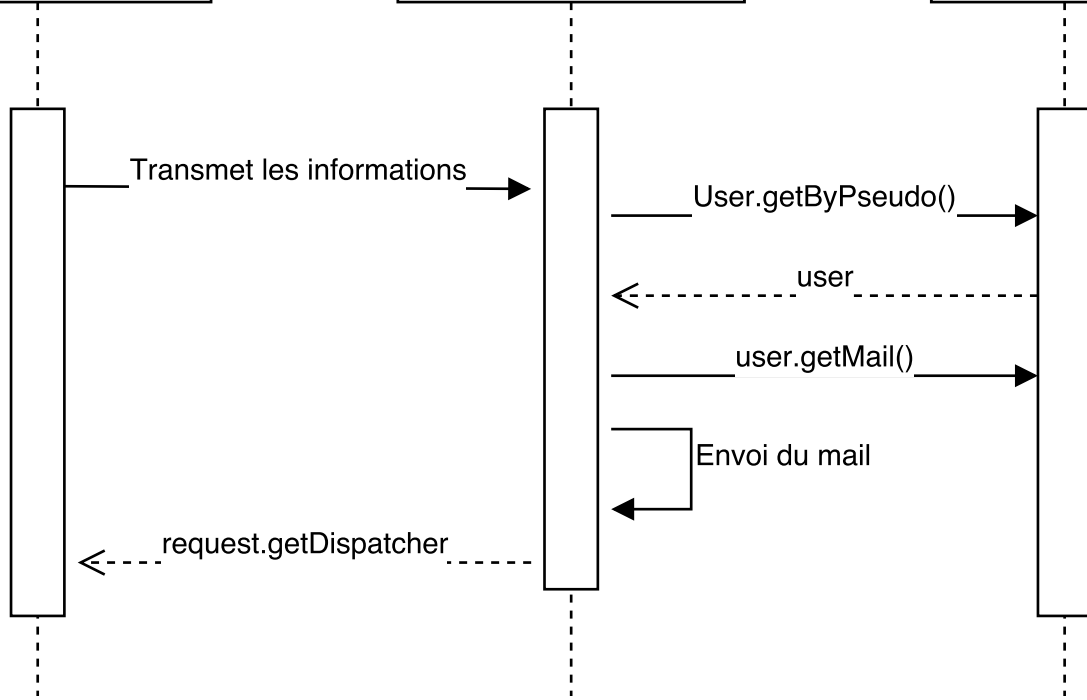 Transmet les informations
User.getByPseudo()
user
user.getMail()
Envoi du mail
request.getDispatcher